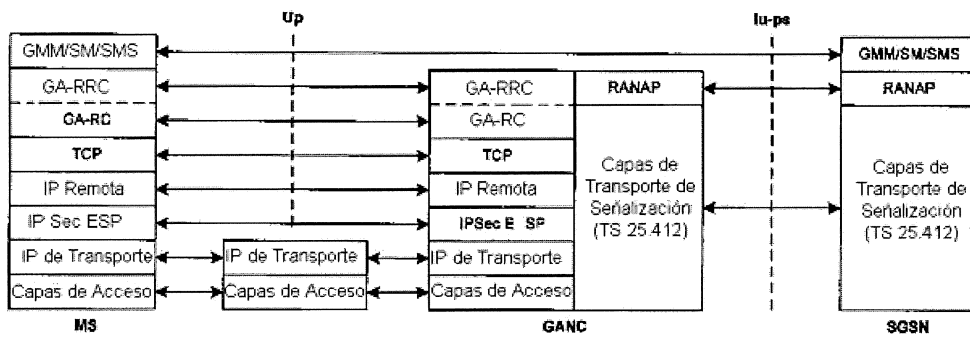 Up
Iu-ps
GMM/SM/SMS
GMM/SM/SMS
GA-RRC
GA-RRC
RANAP
RANAP
GA-RC
GA-RC
TCP
TCP
IP Remota
IP Remota
IP Sec ESP
IPSec E SP
Capas de
Transporte de
Señalización
(TS 25.412)
Capas de
Transporte de
Señalización
(TS 25.412)
IP de Transporte
IP de Transporte
IP de Transporte
Capas de Acceso
Capas de Acceso
Capas de Acceso
MS
GANC
SGSN